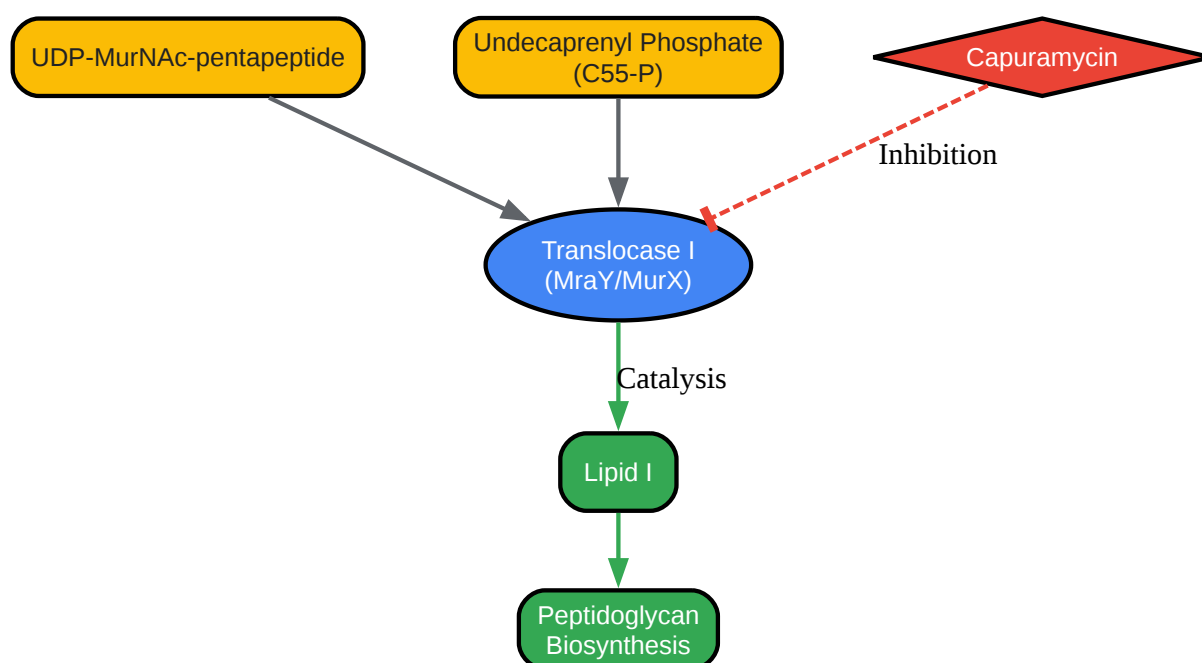 UDP-MurNAc-pentapeptide
Undecaprenyl Phosphate
(C55-P)
Capuramycin
Inhibition
Translocase I
(MraY/MurX)
Catalysis
Lipid I
Peptidoglycan
Biosynthesis